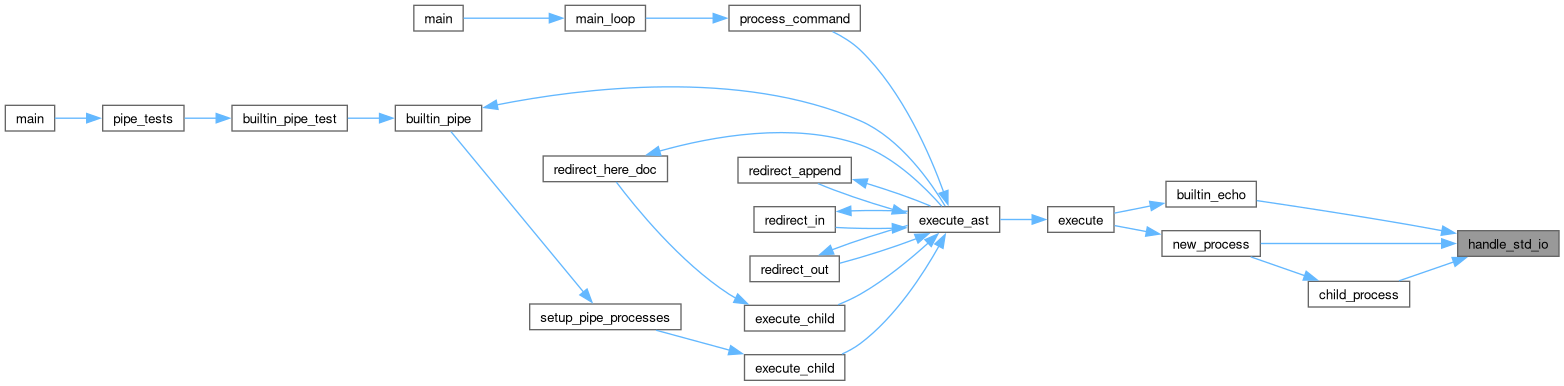 main
main_loop
process_command
main
pipe_tests
builtin_pipe_test
builtin_pipe
redirect_here_doc
redirect_append
builtin_echo
redirect_in
execute_ast
execute
new_process
handle_std_io
redirect_out
child_process
setup_pipe_processes
execute_child
execute_child